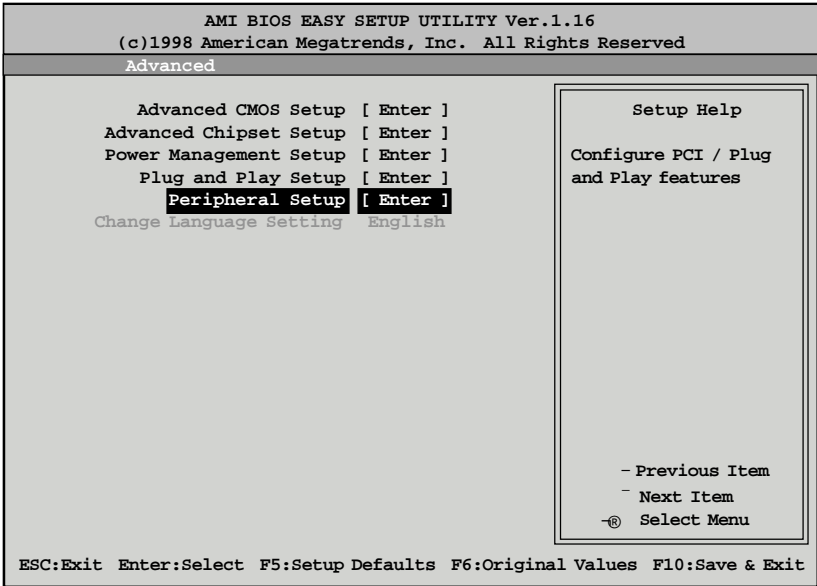 AMI BIOS EASY SETUP UTILITY Ver.1.16
(c)1998 American Megatrends, Inc. All Rights Reserved
Advanced
Advanced CMOS Setup [ Enter ]
Advanced Chipset Setup [ Enter ]
Power Management Setup [ Enter ]
Plug and Play Setup [ Enter ]
Peripheral Setup [ Enter ]
Change Language Setting English
Setup Help
Configure PCI / Plug
and Play features
– Previous Item
¯ Next Item
¬® Select Menu
ESC:Exit Enter:Select F5:Setup Defaults F6:Original Values F10:Save & Exit